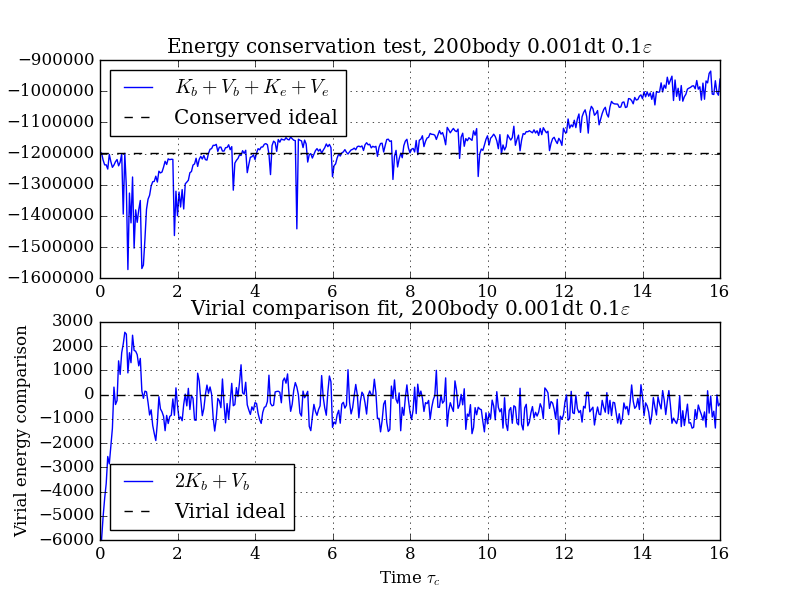 Energy conservation test, 200body 0.001dt 0.1ε
−900000
−1000000
−1100000
−1200000
−1300000
−1400000
−1500000
−1600000
K_b + V_b + K_e + V_e
Conserved ideal
0 2 4 6 8 10 12 14 16
Virial comparison fit, 200body 0.001dt 0.1ε
Virial energy comparison
3000
2000
1000
0
−1000
−2000
−3000
−4000
−5000
−6000
2K_b + V_b
Virial ideal
0 2 4 6 8 10 12 14 16
Time τ_c